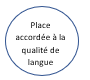 Place
accordée à la
qualité de
langue